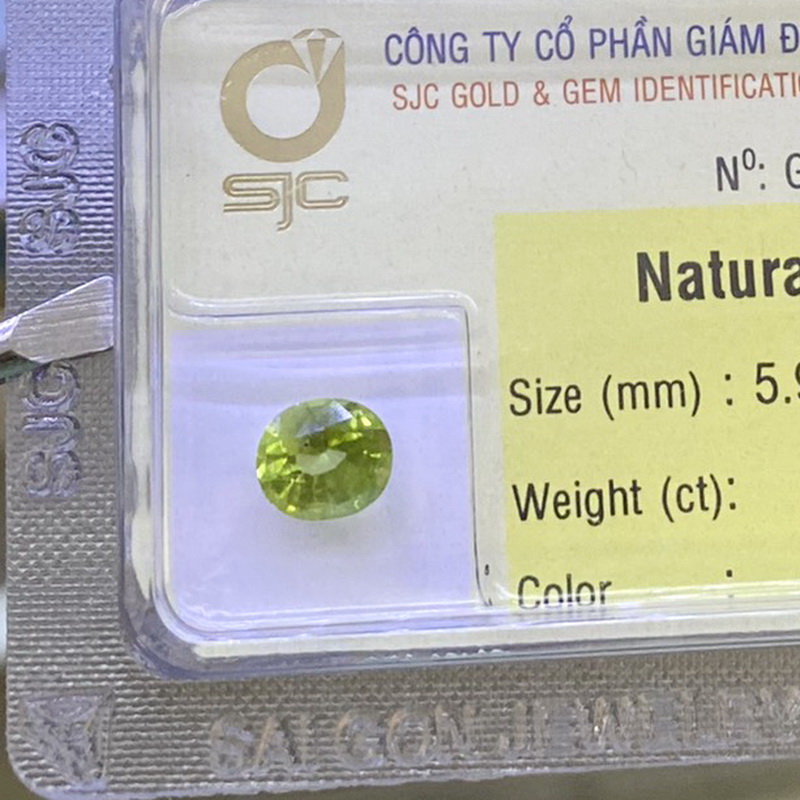 CÔNG TY CỔ PHẦN GIÁM Đ
SJC GOLD & GEM IDENTIFICATI
SJC
Nº: G
Natura
Size (mm) : 5.9
Weight (ct):
Color :
SJC
SJC
SAIGON JEWELRY